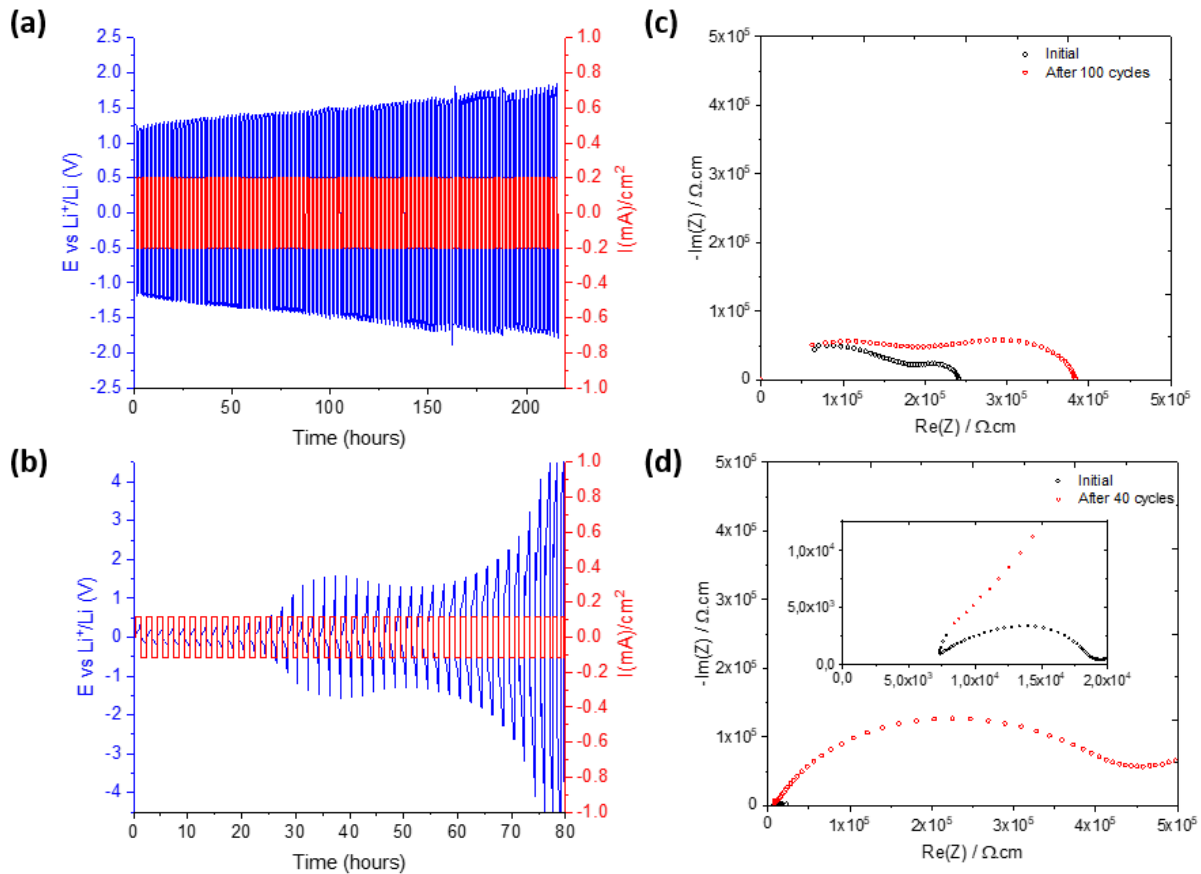 (a)
2.5
2.0
1.5
1.0
0.5
0.0
-0.5
-1.0
-1.5
-2.0
-2.5
E vs Li⁺/Li (V)
1.0
0.8
0.6
0.4
0.2
0.0
-0.2
-0.4
-0.6
-0.8
-1.0
I(mA)/cm²
0 50 100 150 200
Time (hours)
(c)
5x10⁵
4x10⁵
3x10⁵
2x10⁵
1x10⁵
0
-Im(Z) / Ω.cm
Initial
After 100 cycles
0 1x10⁵ 2x10⁵ 3x10⁵ 4x10⁵ 5x10⁵
Re(Z) / Ω.cm
(b)
4
3
2
1
0
-1
-2
-3
-4
E vs Li⁺/Li (V)
1.0
0.8
0.6
0.4
0.2
0.0
-0.2
-0.4
-0.6
-0.8
-1.0
I(mA)/cm²
0 10 20 30 40 50 60 70 80
Time (hours)
(d)
5x10⁵
4x10⁵
3x10⁵
2x10⁵
1x10⁵
0
-Im(Z) / Ω.cm
Initial
After 40 cycles
1,0x10⁴
5,0x10³
0,0
0,0 5,0x10³ 1,0x10⁴ 1,5x10⁴ 2,0x10⁴
0 1x10⁵ 2x10⁵ 3x10⁵ 4x10⁵ 5x10⁵
Re(Z) / Ω.cm